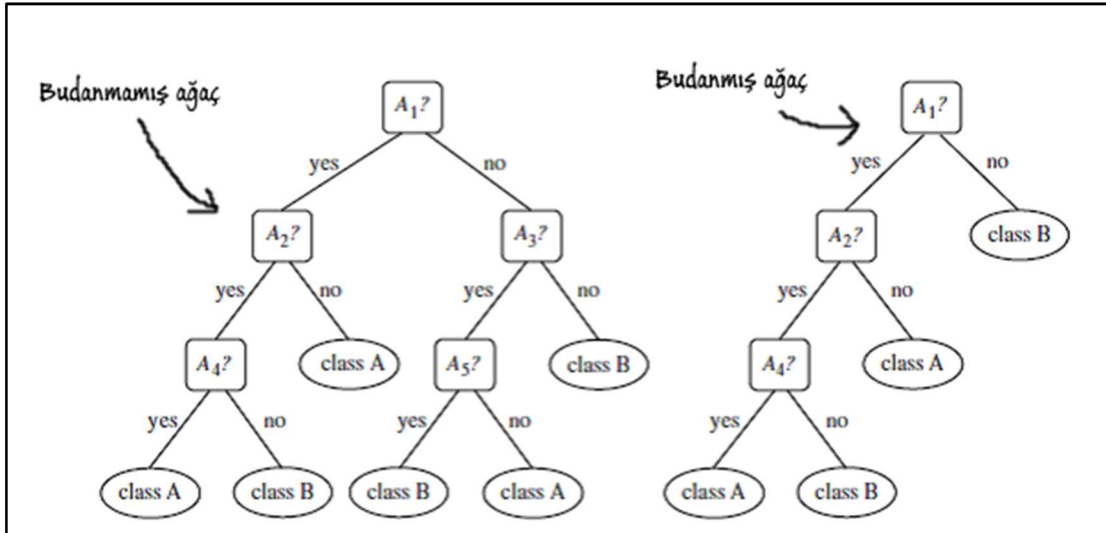 Budanmamış ağaç
A₁?
yes
no
A₂?
A₃?
yes
no
yes
no
A₄?
class A
A₅?
class B
yes
no
yes
no
class A
class B
class B
class A
Budanmış ağaç
A₁?
yes
no
A₂?
class B
yes
no
A₄?
class A
yes
no
class A
class B